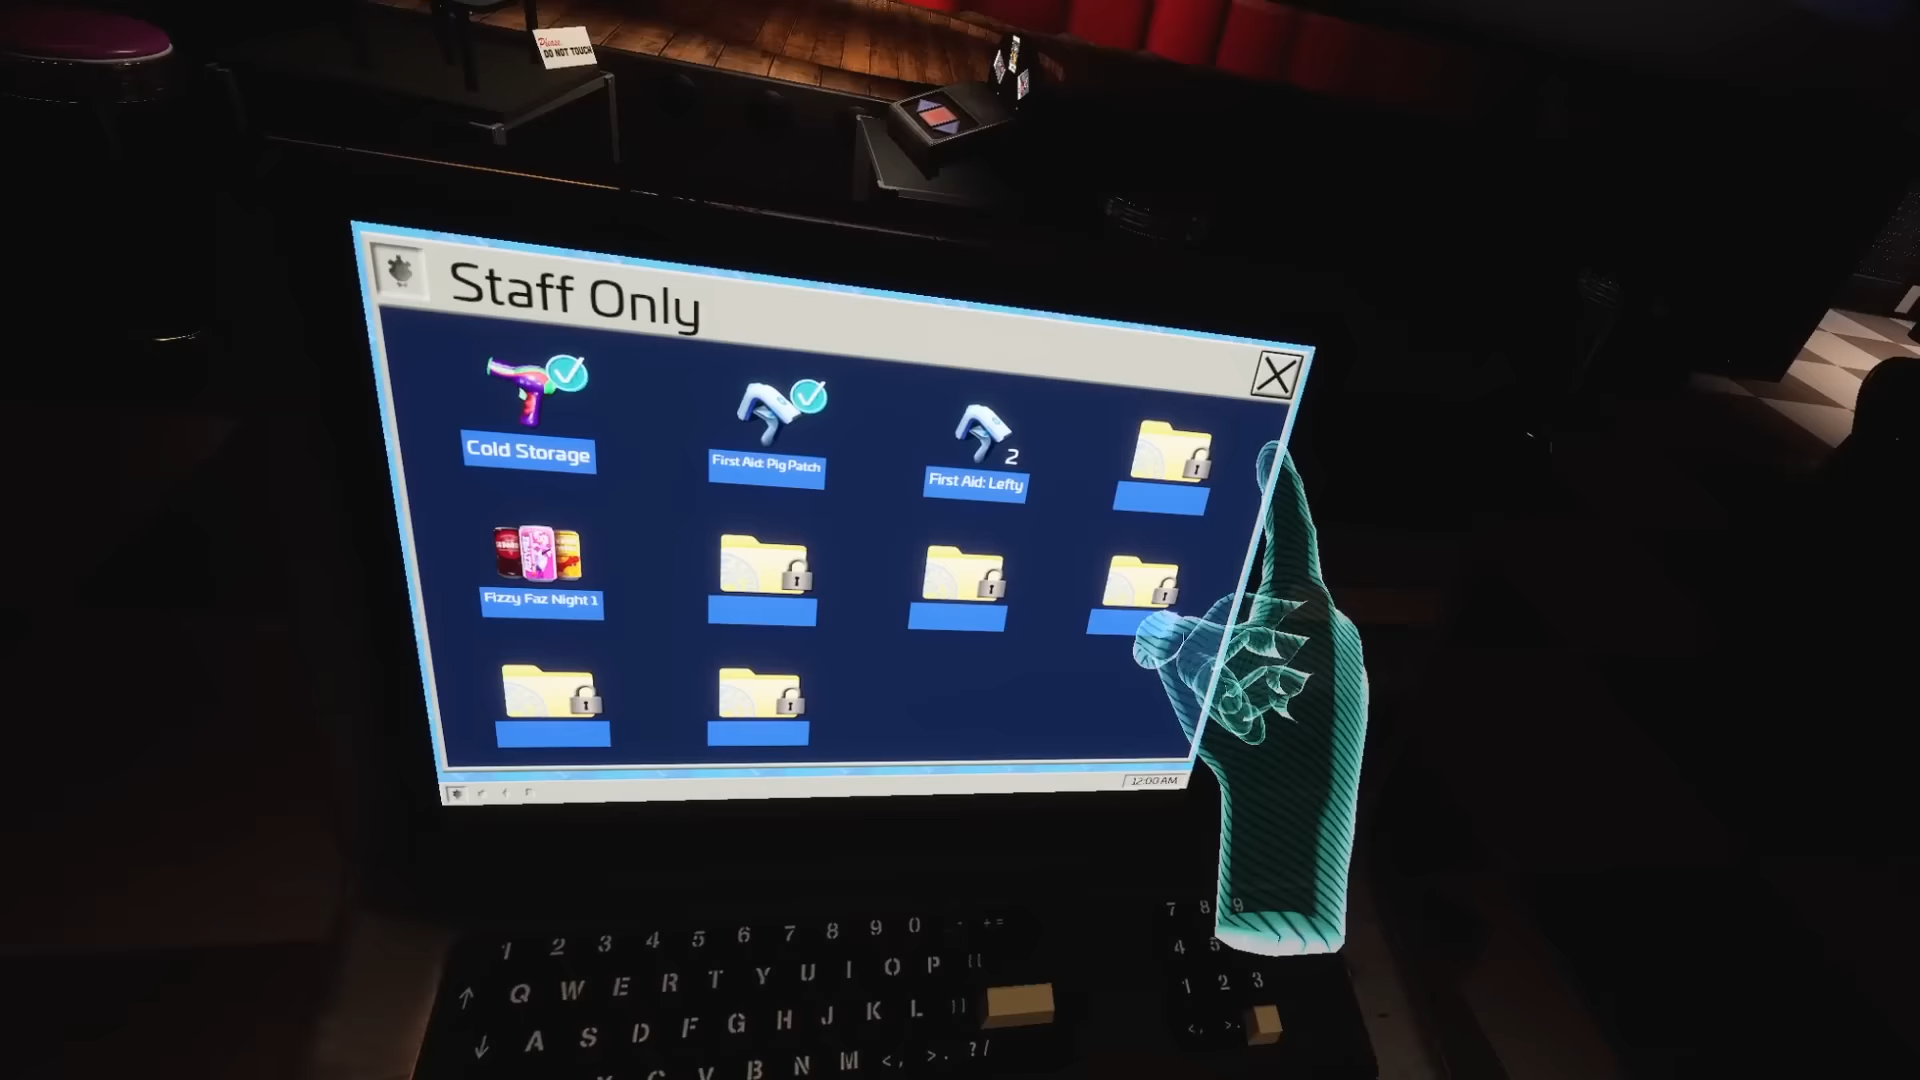 Please
DO NOT TOUCH
Staff Only
Cold Storage
First Aid: Pig Patch
2
First Aid: Lefty
Fizzy Faz Night 1
12:00 AM
1 2 3 4 5 6 7 8 9 0 - + =
7 8 9
Q W E R T Y U I O P [ [
4 5
A S D F G H J K L ] ]
1 2 3
V B N M < , > . ? /
< , > .